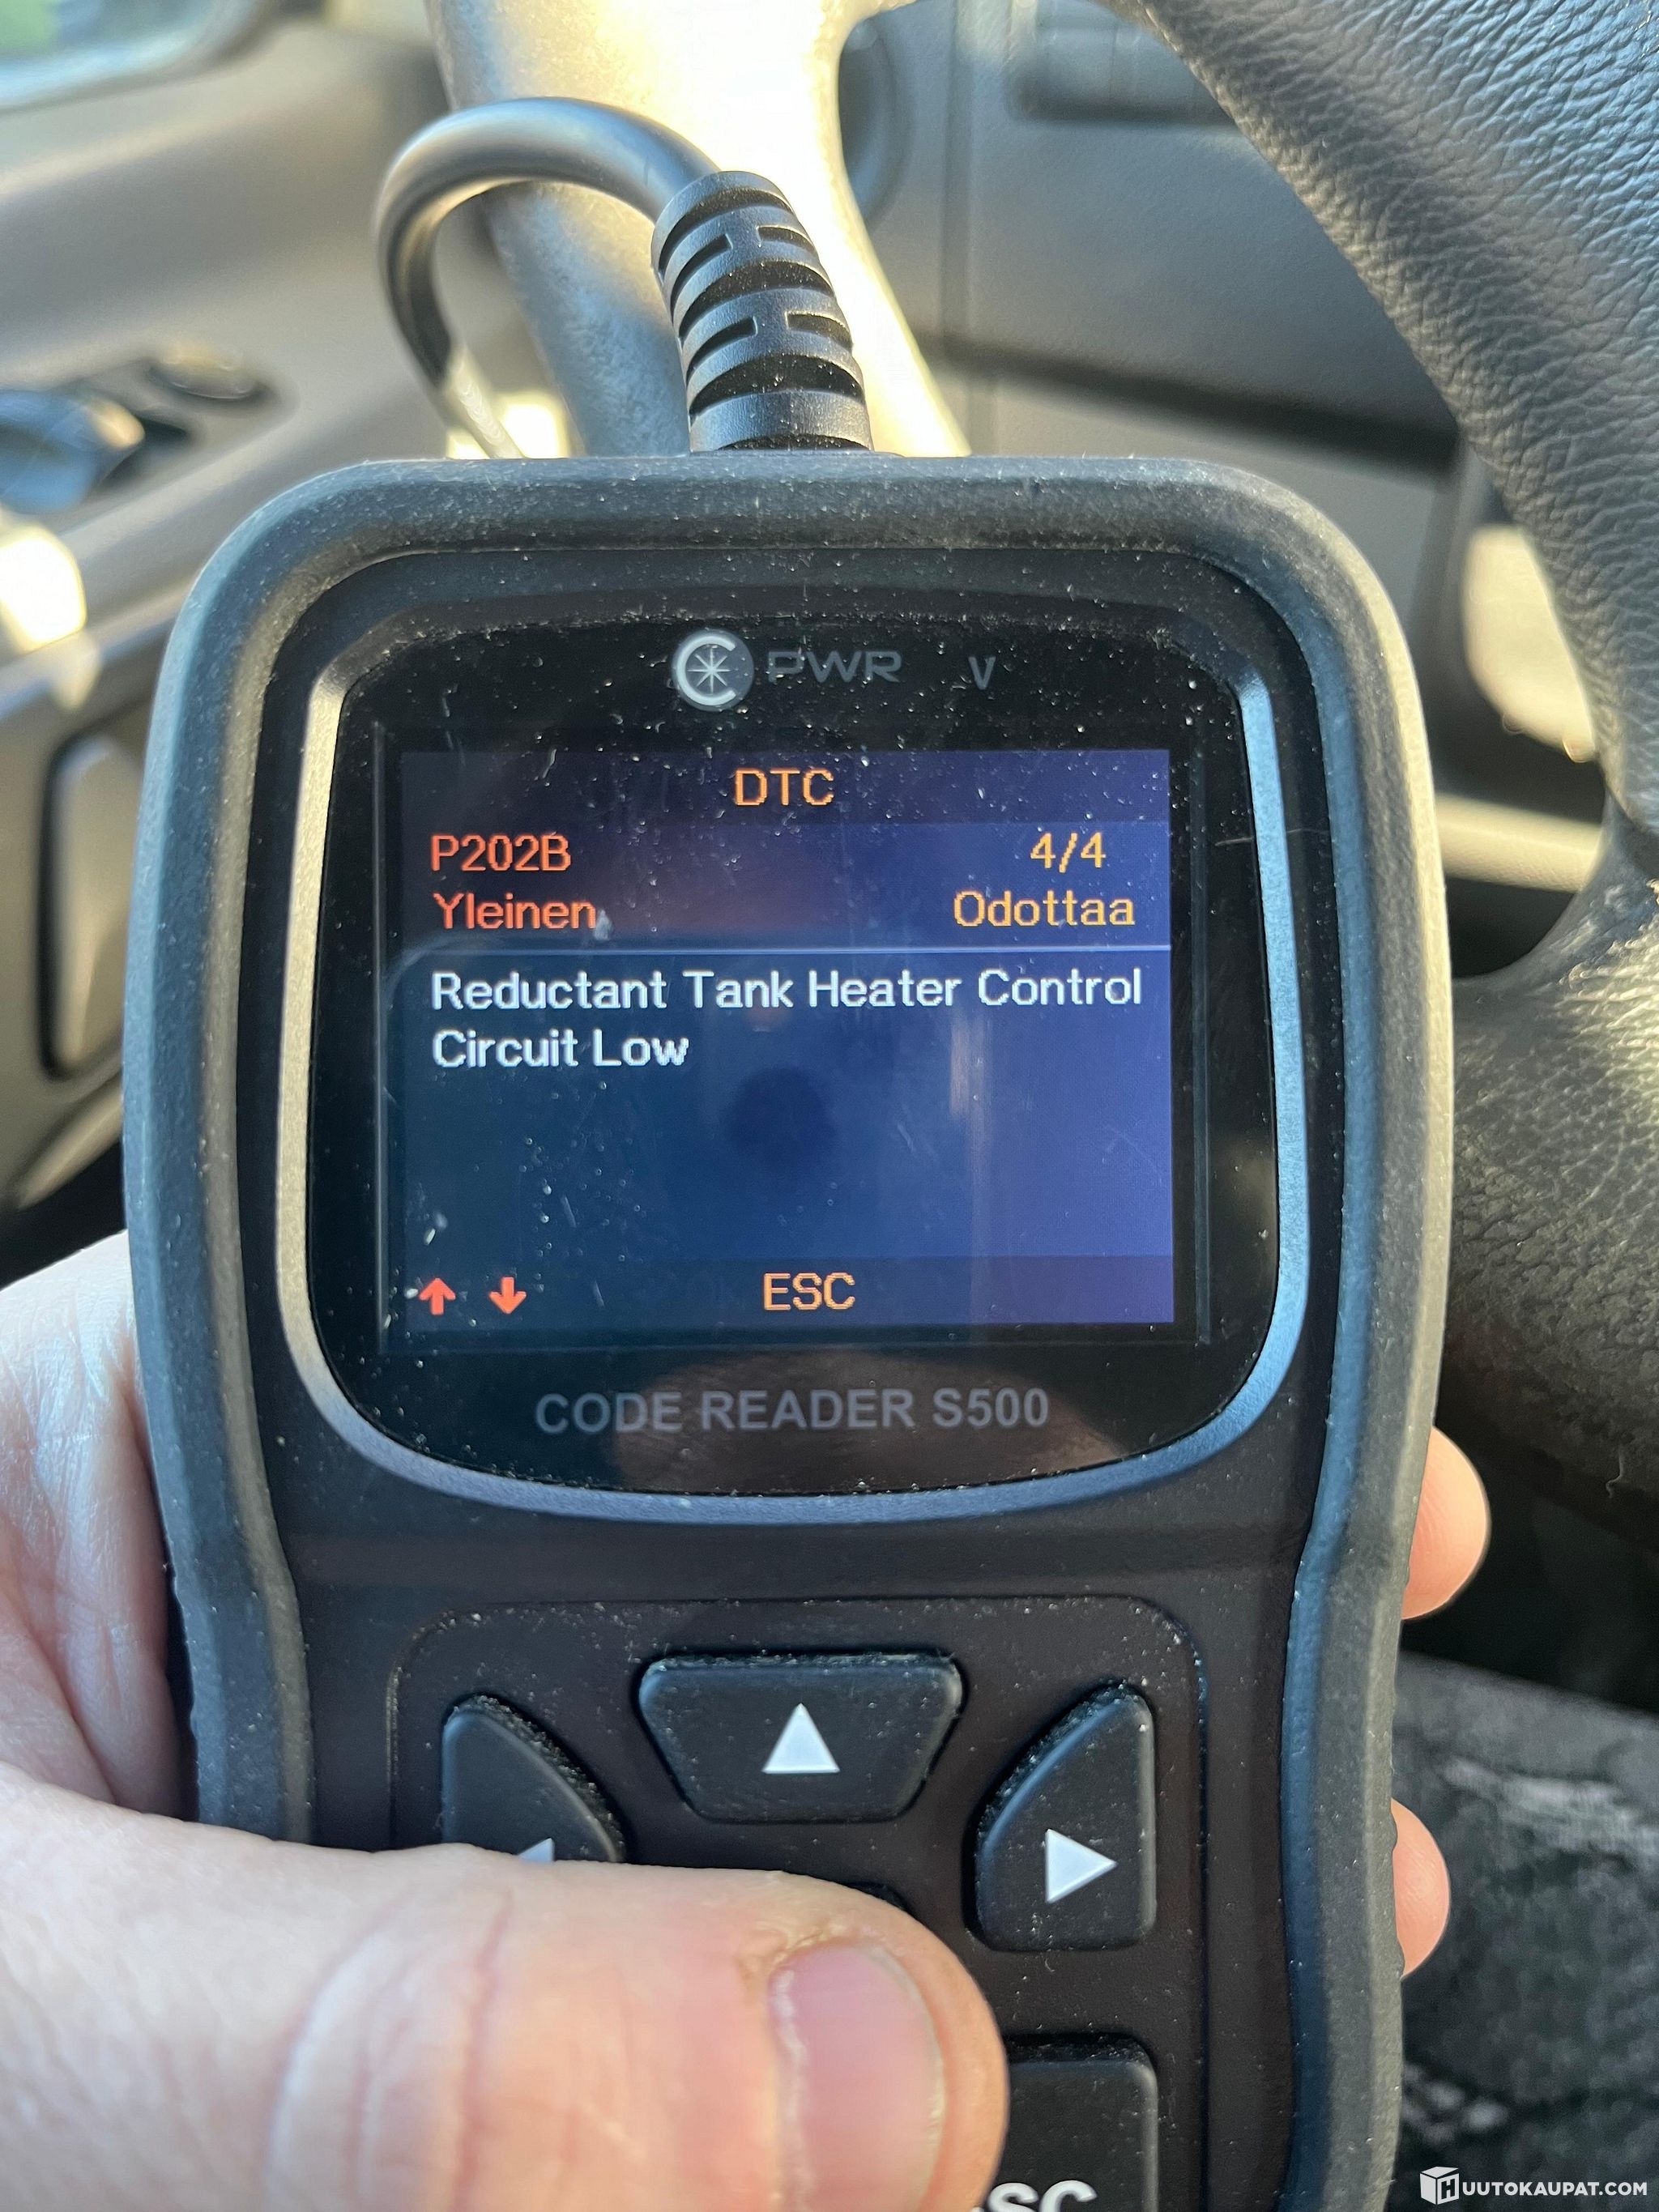 PWR V
DTC
P202B 4/4
Yleinen Odottaa
Reductant Tank Heater Control
Circuit Low
ESC
CODE READER S500
HUUTOKAUPAT.COM